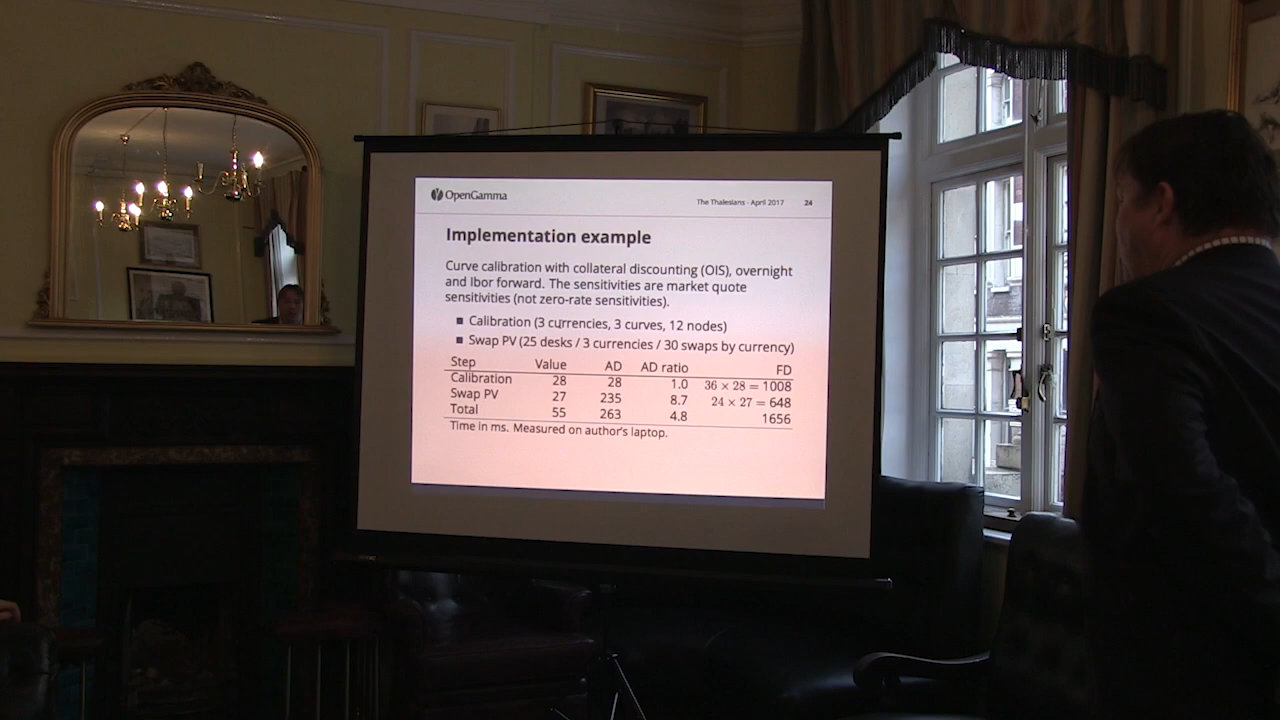 OpenGamma
The Thalesians - April 2017 24
Implementation example
Curve calibration with collateral discounting (OIS), overnight
and Ibor forward. The sensitivities are market quote
sensitivities (not zero-rate sensitivities).
Calibration (3 currencies, 3 curves, 12 nodes)
Swap PV (25 desks / 3 currencies / 30 swaps by currency)
Step Value AD AD ratio FD
Calibration 28 28 1.0 36 × 28 = 1008
Swap PV 27 235 8.7 24 × 27 = 648
Total 55 263 4.8 1656
Time in ms. Measured on author's laptop.